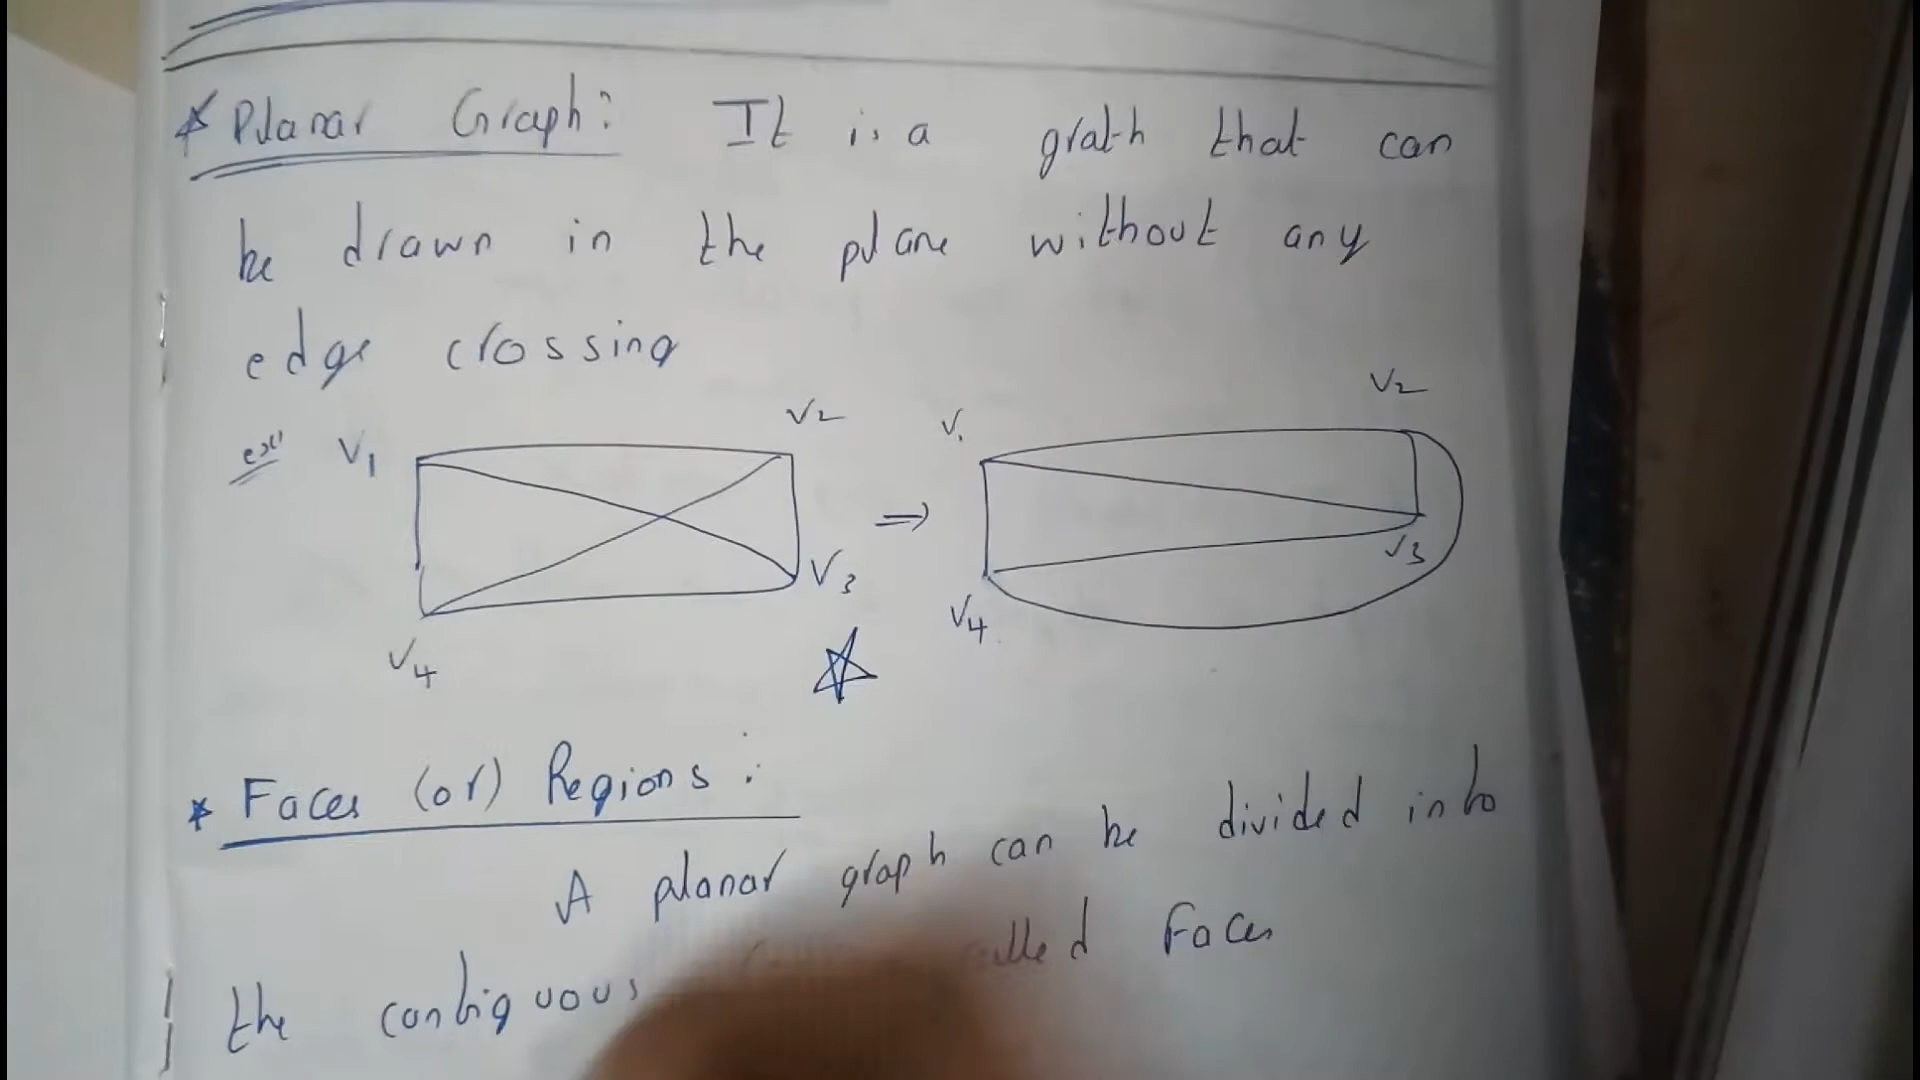 * Planar Graph: It is a grath that can
be drawn in the plane without any
edge crossing
ex:
V1 V2
V3
V4
⇒
V1 V2
V3
V4
* Faces (or) Regions :
A planar graph can be divided into
the contiguous called Faces